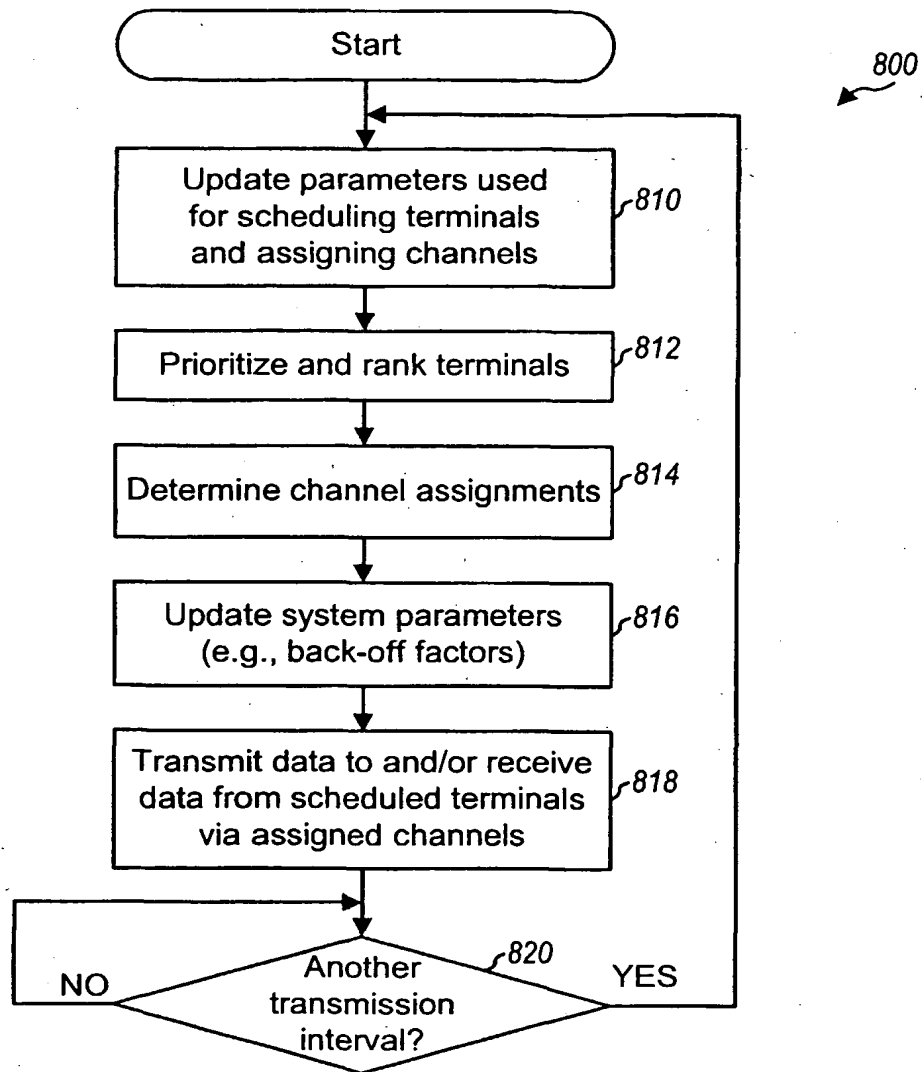 Start
800
Update parameters used
for scheduling terminals
and assigning channels
810
Prioritize and rank terminals
812
Determine channel assignments
814
Update system parameters
(e.g., back-off factors)
816
Transmit data to and/or receive
data from scheduled terminals
via assigned channels
818
820
Another
transmission
interval?
NO
YES